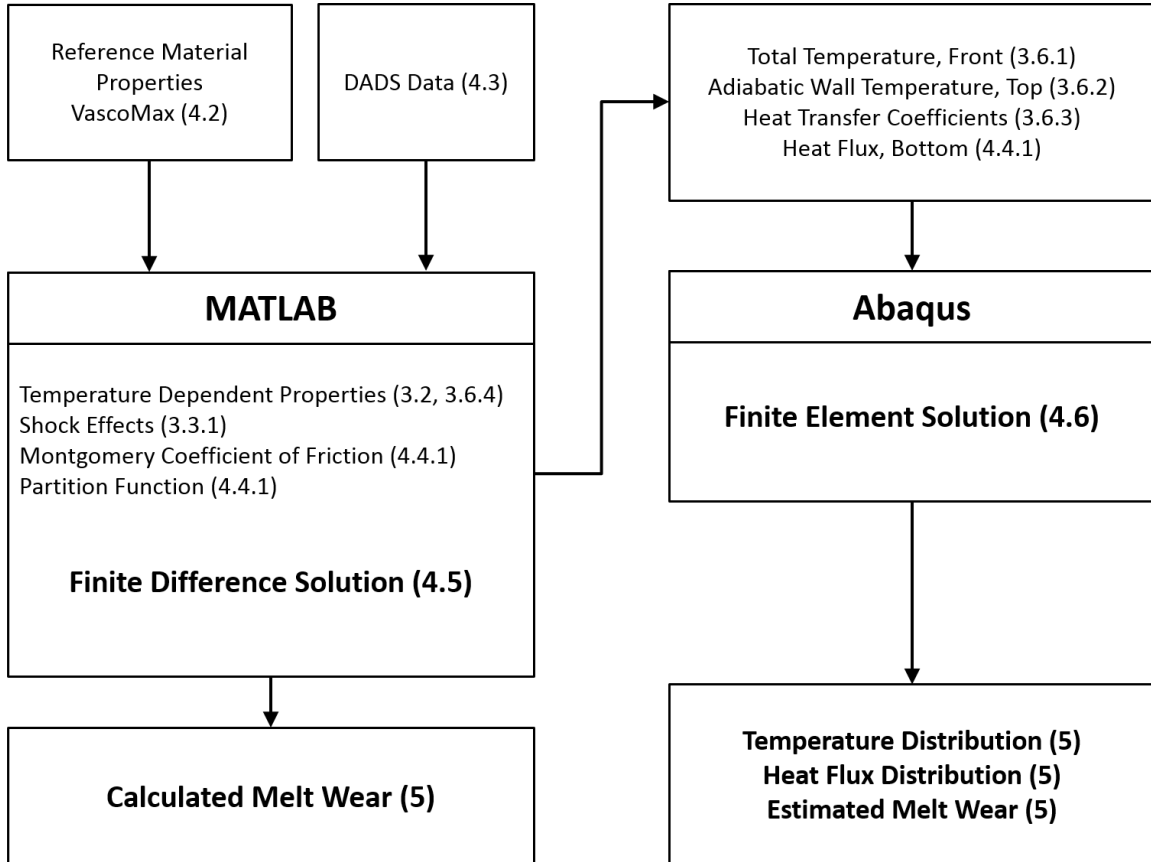 Reference Material
Properties
VascoMax (4.2)
DADS Data (4.3)
MATLAB
Temperature Dependent Properties (3.2, 3.6.4)
Shock Effects (3.3.1)
Montgomery Coefficient of Friction (4.4.1)
Partition Function (4.4.1)
Finite Difference Solution (4.5)
Calculated Melt Wear (5)
Total Temperature, Front (3.6.1)
Adiabatic Wall Temperature, Top (3.6.2)
Heat Transfer Coefficients (3.6.3)
Heat Flux, Bottom (4.4.1)
Abaqus
Finite Element Solution (4.6)
Temperature Distribution (5)
Heat Flux Distribution (5)
Estimated Melt Wear (5)